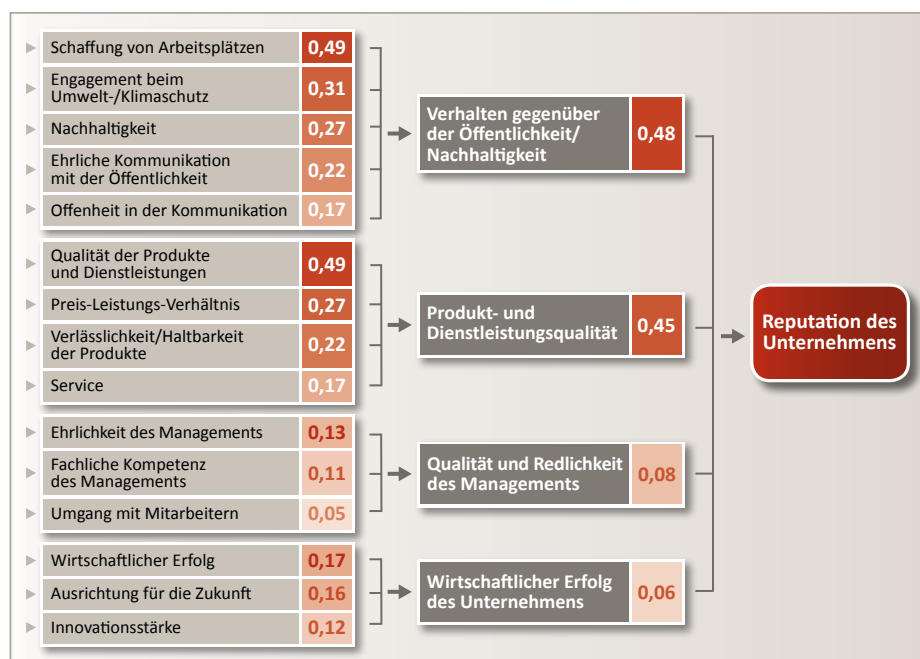 Schaffung von Arbeitsplätzen 0,49
Engagement beim
Umwelt-/Klimaschutz 0,31
Nachhaltigkeit 0,27
Ehrliche Kommunikation
mit der Öffentlichkeit 0,22
Offenheit in der Kommunikation 0,17
Verhalten gegenüber
der Öffentlichkeit/
Nachhaltigkeit 0,48
Qualität der Produkte
und Dienstleistungen 0,49
Preis-Leistungs-Verhältnis 0,27
Verlässlichkeit/Haltbarkeit
der Produkte 0,22
Service 0,17
Produkt- und
Dienstleistungsqualität 0,45
Ehrlichkeit des Managements 0,13
Fachliche Kompetenz
des Managements 0,11
Umgang mit Mitarbeitern 0,05
Qualität und Redlichkeit
des Managements 0,08
Wirtschaftlicher Erfolg 0,17
Ausrichtung für die Zukunft 0,16
Innovationsstärke 0,12
Wirtschaftlicher Erfolg
des Unternehmens 0,06
Reputation des
Unternehmens